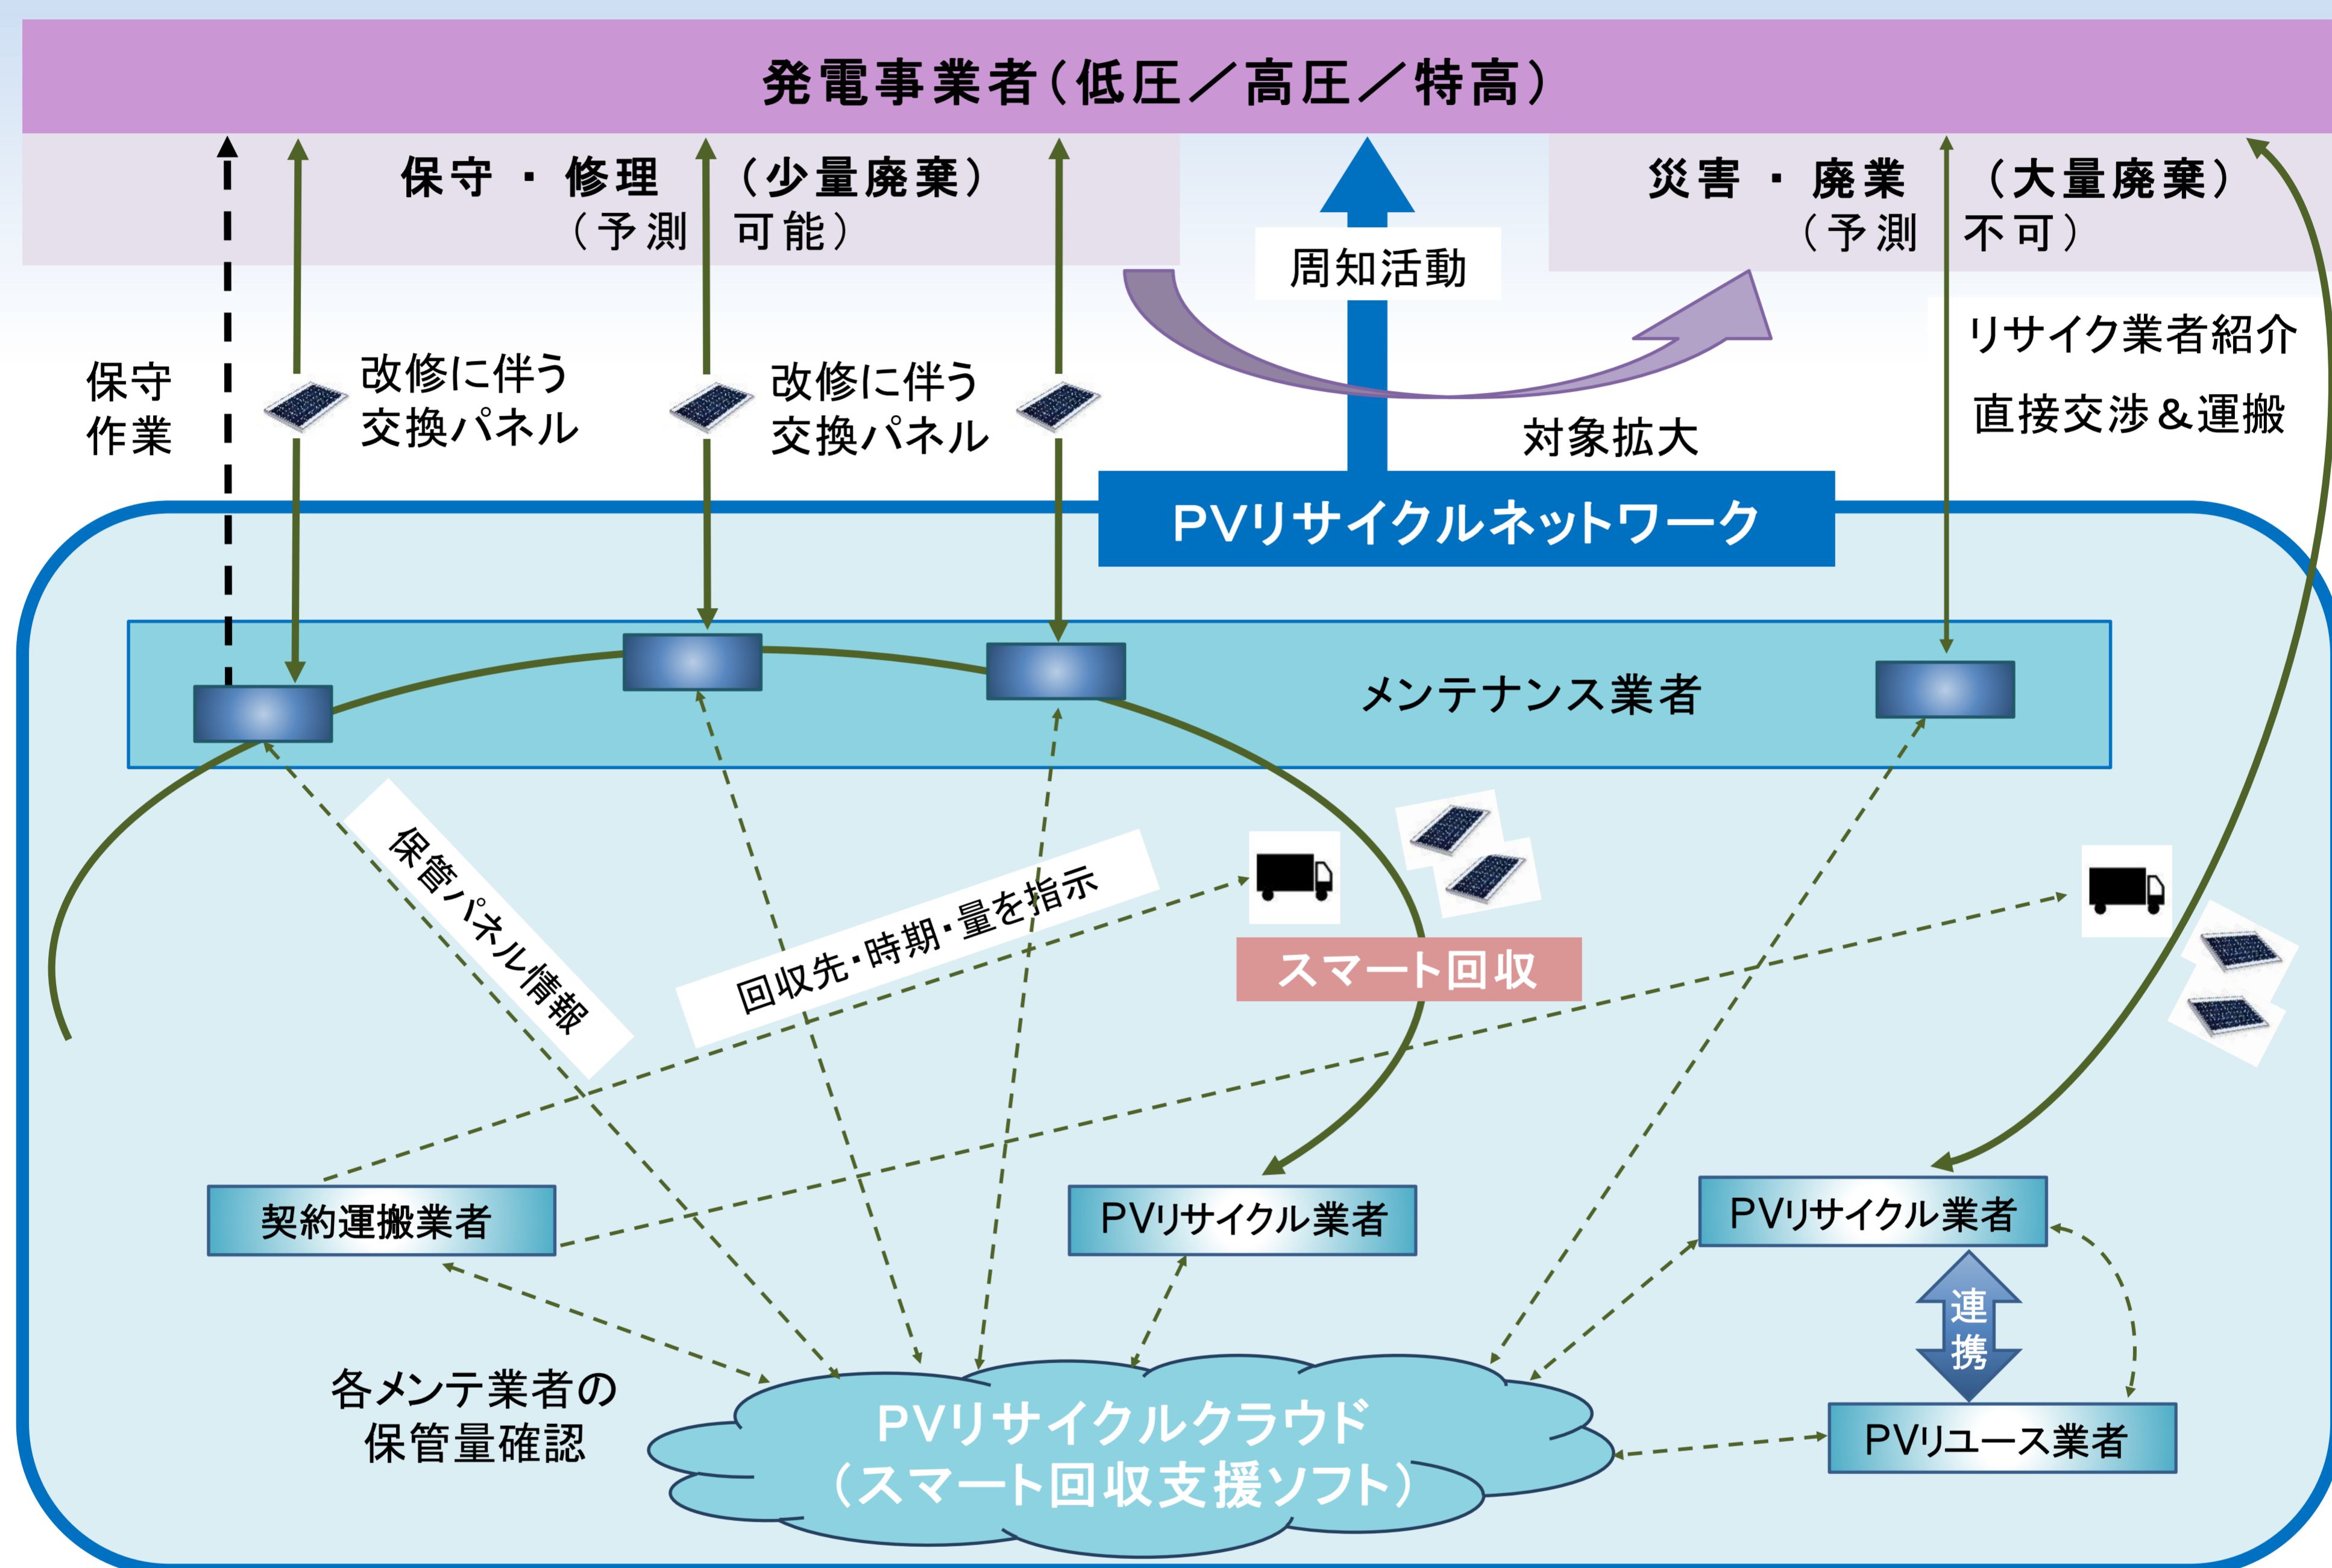 発電事業者(低圧／高圧／特高)
保守・修理 (少量廃棄)
(予測 可能)
災害・廃業 (大量廃棄)
(予測 不可)
周知活動
リサイク業者紹介
直接交渉＆運搬
保守
作業
改修に伴う
交換パネル
改修に伴う
交換パネル
対象拡大
ＰＶリサイクルネットワーク
メンテナンス業者
保管パネル情報
回収先・時期・量を指示
スマート回収
契約運搬業者
ＰＶリサイクル業者
ＰＶリサイクル業者
連
携
各メンテ業者の
保管量確認
ＰＶリサイクルクラウド
(スマート回収支援ソフト)
ＰＶリユース業者